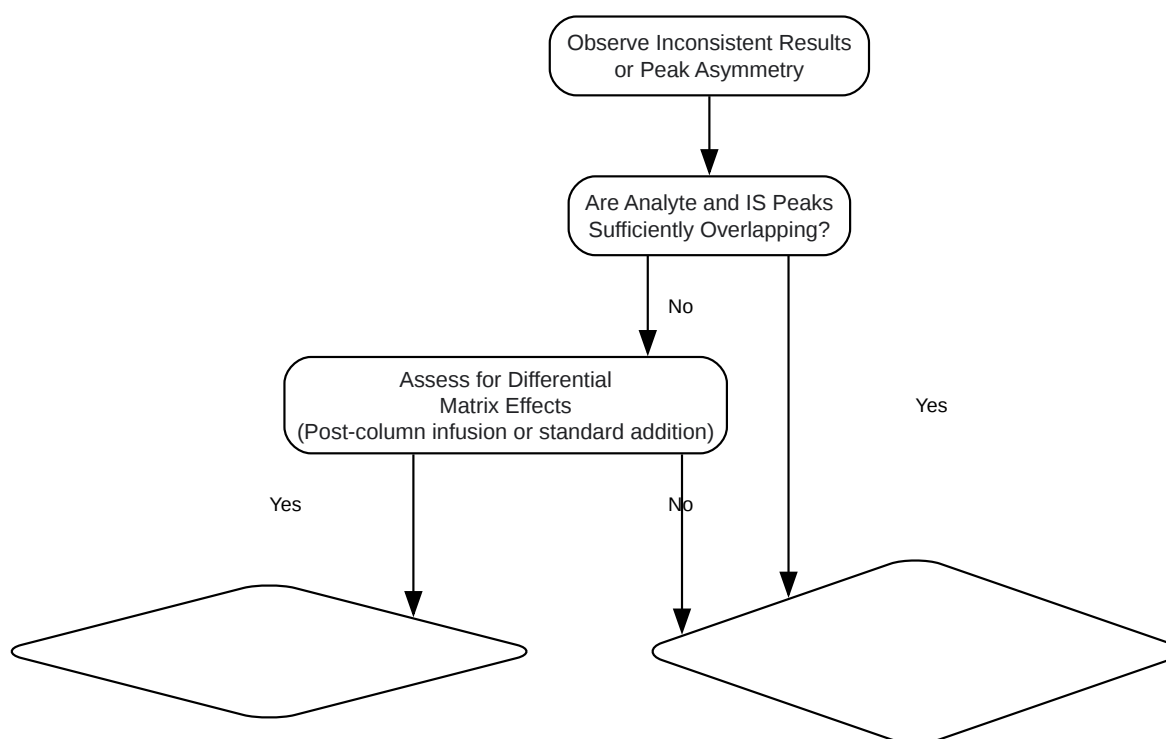 Observe Inconsistent Results
or Peak Asymmetry
Are Analyte and IS Peaks
Sufficiently Overlapping?
No
Assess for Differential
Matrix Effects
(Post-column infusion or standard addition)
Yes
Yes
No